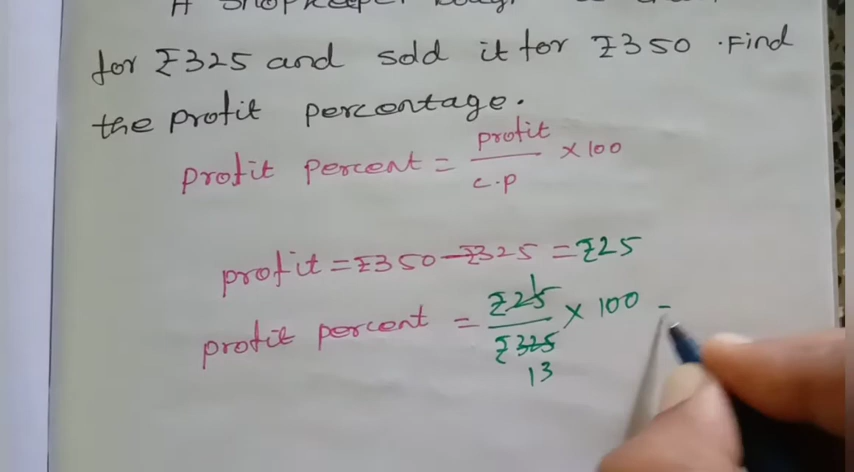 A shopkeeper
for ₹325 and sold it for ₹350 . Find
the profit percentage.
profit percent = profit/c.p × 100
profit = ₹350 - ₹325 = ₹25
1
profit percent = ₹25/₹325 × 100 =
13